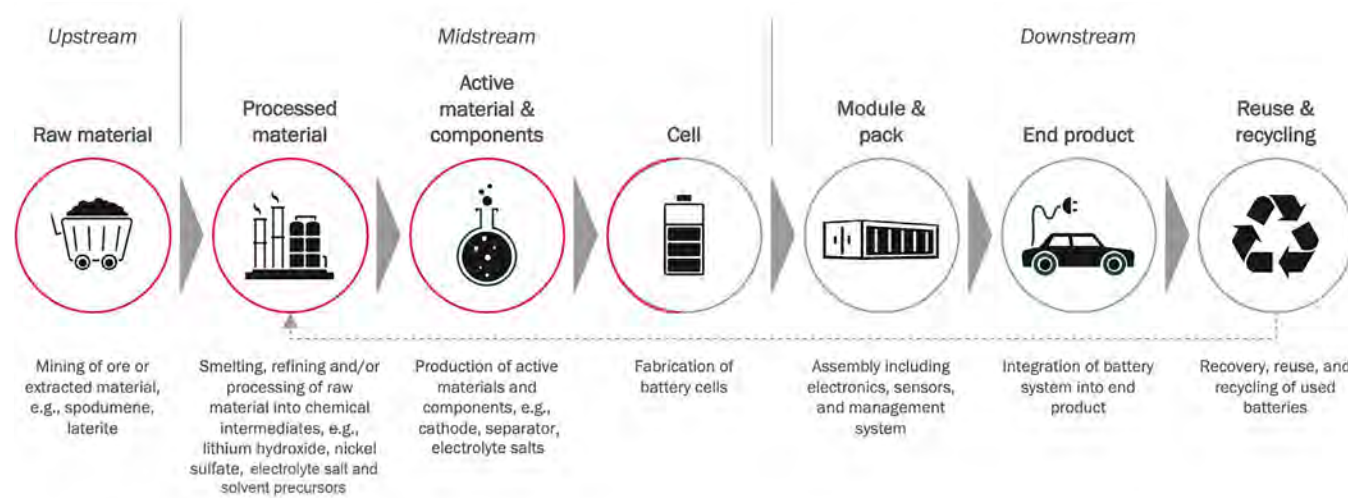 Upstream
Midstream
Downstream
Raw material
Processed
material
Active
material &
components
Cell
Module &
pack
End product
Reuse &
recycling
Mining of ore or
extracted material,
e.g., spodumene,
laterite
Smelting, refining and/or
processing of raw
material into chemical
intermediates, e.g.,
lithium hydroxide, nickel
sulfate, electrolyte salt and
solvent precursors
Production of active
materials and
components, e.g.,
cathode, separator,
electrolyte salts
Fabrication of
battery cells
Assembly including
electronics, sensors,
and management
system
Integration of battery
system into end
product
Recovery, reuse, and
recycling of used
batteries